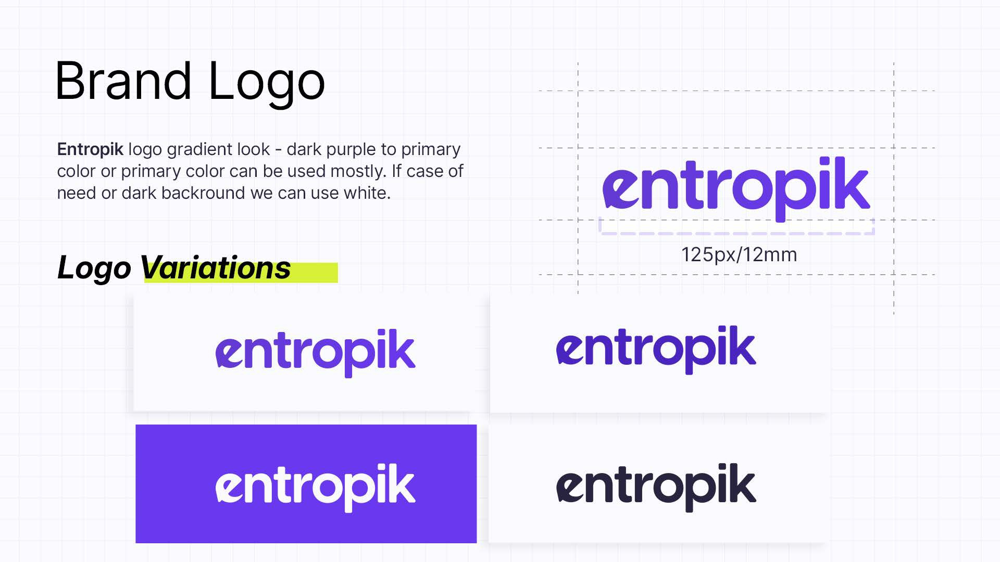 Brand Logo
Entropik logo gradient look - dark purple to primary
color or primary color can be used mostly. If case of
need or dark backround we can use white.
entropik
125px/12mm
Logo Variations
entropik
entropik
entropik
entropik